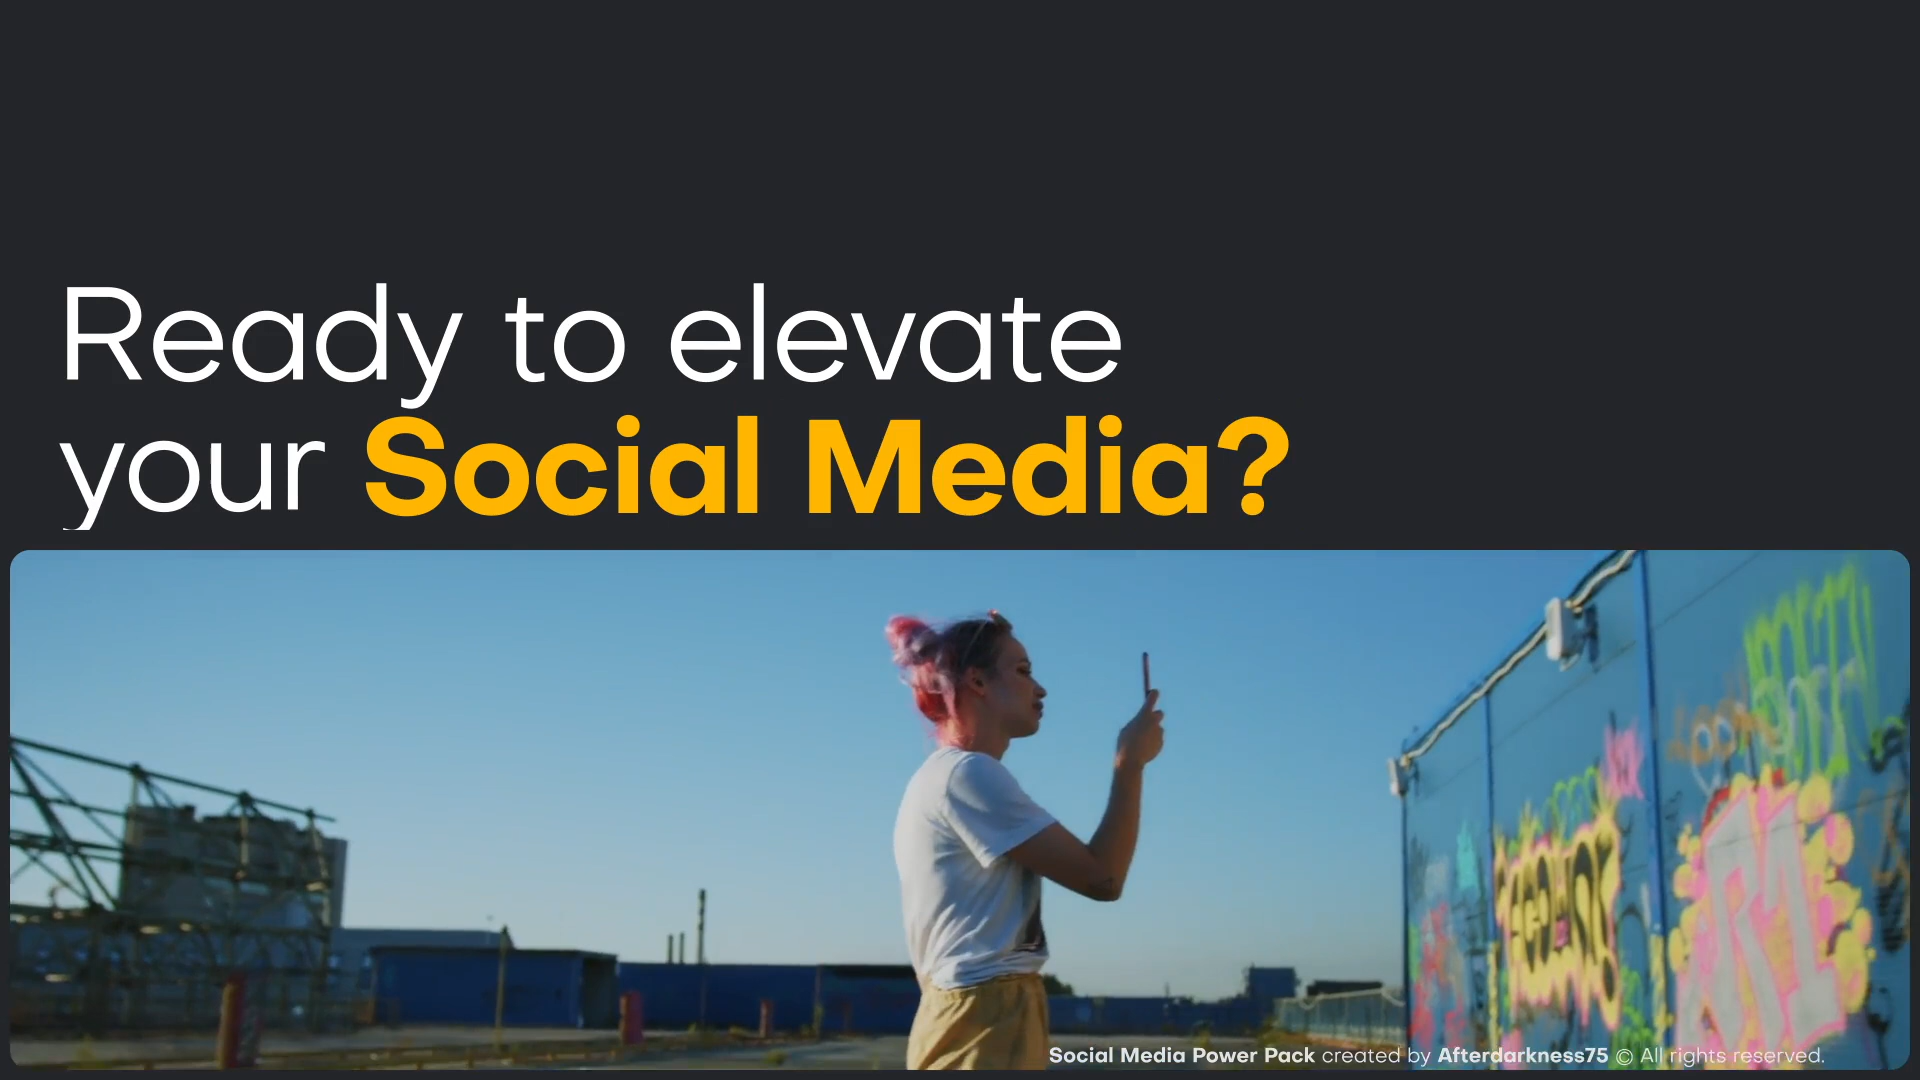 Ready to elevate
your Social Media?
Social Media Power Pack created by Afterdarkness75 © All rights reserved.